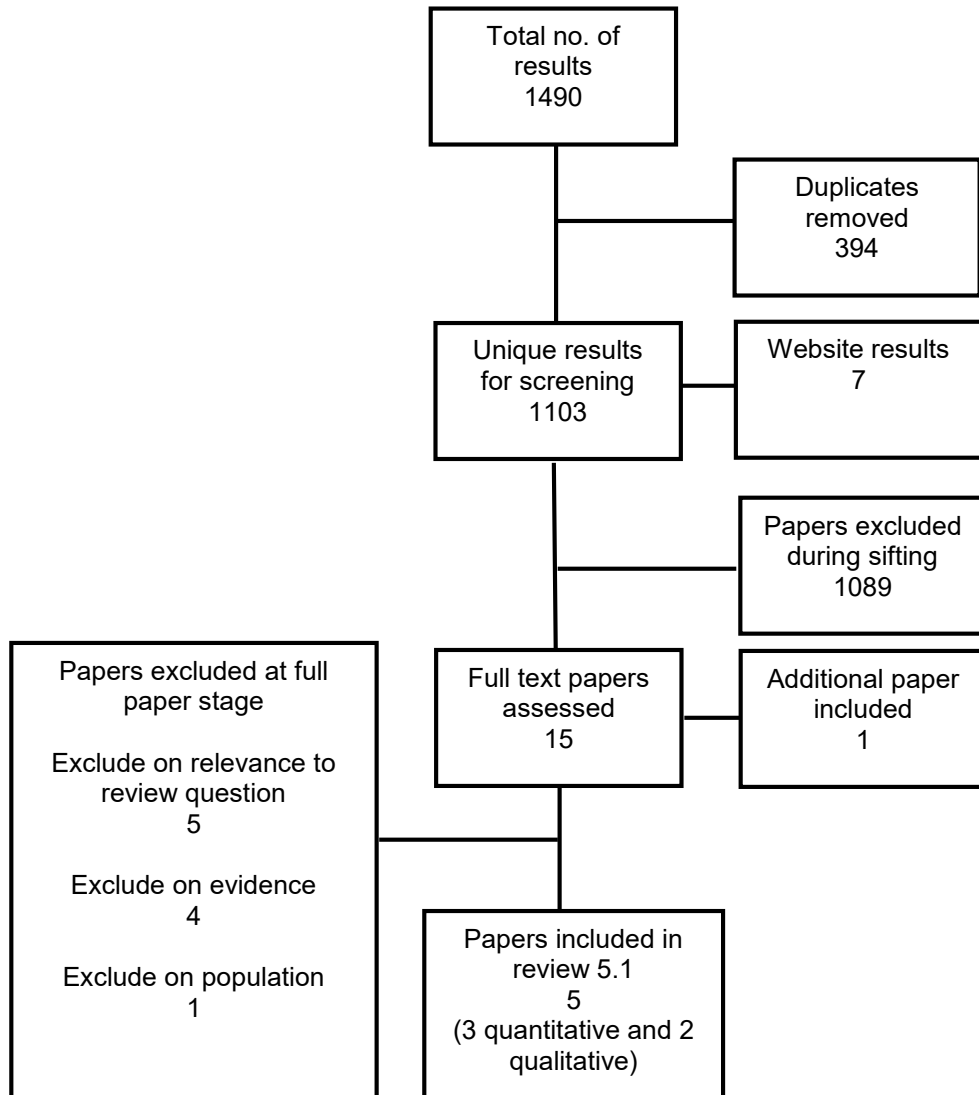 Total no. of
results
1490
Duplicates
removed
394
Unique results
for screening
1103
Website results
7
Papers excluded
during sifting
1089
Full text papers
assessed
15
Additional paper
included
1
Papers excluded at full
paper stage
Exclude on relevance to
review question
5
Exclude on evidence
4
Exclude on population
1
Papers included in
review 5.1
5
(3 quantitative and 2
qualitative)